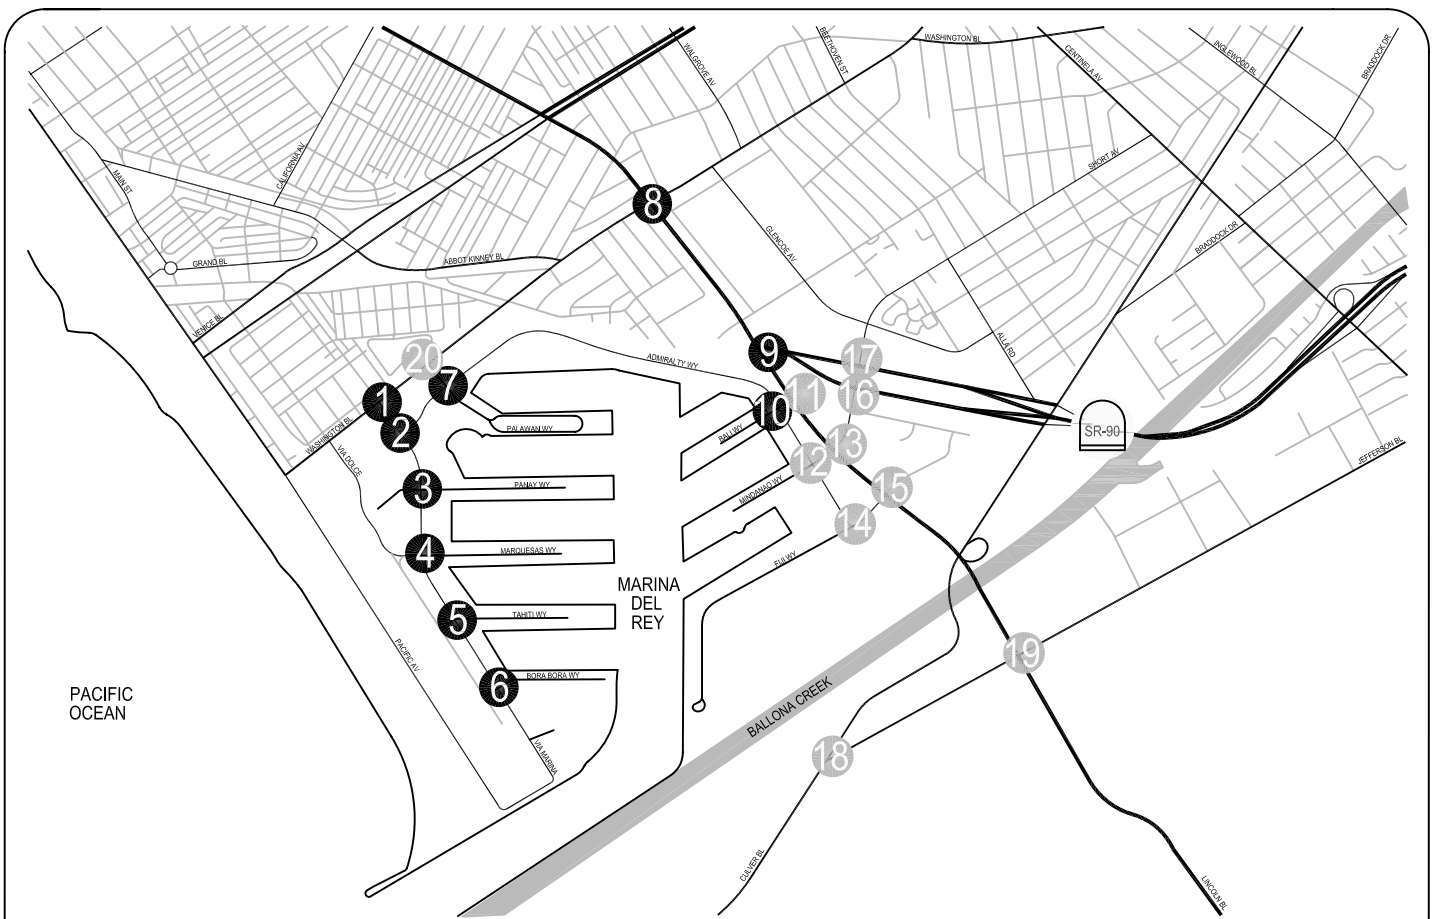 WASHINGTON BL
BEETHOVEN ST
WALGROVE AV
CENTINELA AV
INGLEWOOD BL
BRADDOCK DR
CALIFORNIA AV
MAIN ST
SHORT AV
8
GLENCOE AV
BRADDOCK DR
GRAND BL
ABBOT KINNEY BL
VENICE BL
ALLA RD
9
17
20
ADMIRALTY WY
7
11
16
1
10
2
PALAWAN WY
BALI WY
SR-90
WASHINGTON BL
13
JEFFERSON BL
VIA DOLCE
12
3
PANAY WY
MINDANAO WY
15
14
4
MARQUESAS WY
FIJI WY
MARINA
DEL
REY
5
TAHITI WY
PACIFIC AV
19
6
BORA BORA WY
PACIFIC
OCEAN
BALLONA CREEK
VIA MARINA
18
CULVER BL
LINCOLN BL